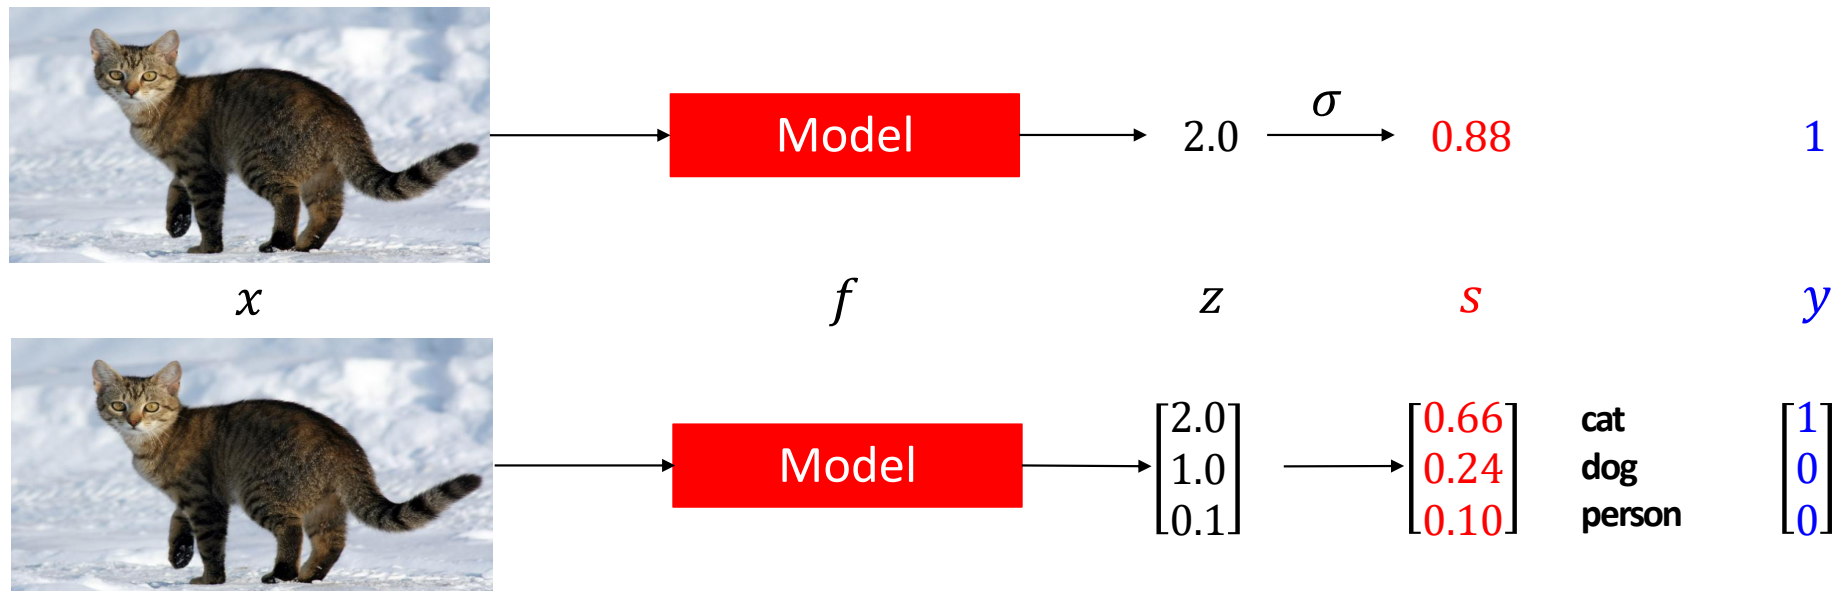 Model 2.0 σ 0.88 1
x f z s y
Model
[2.0 1.0 0.1]
[0.66 0.24 0.10]
cat
dog
person
[1 0 0]